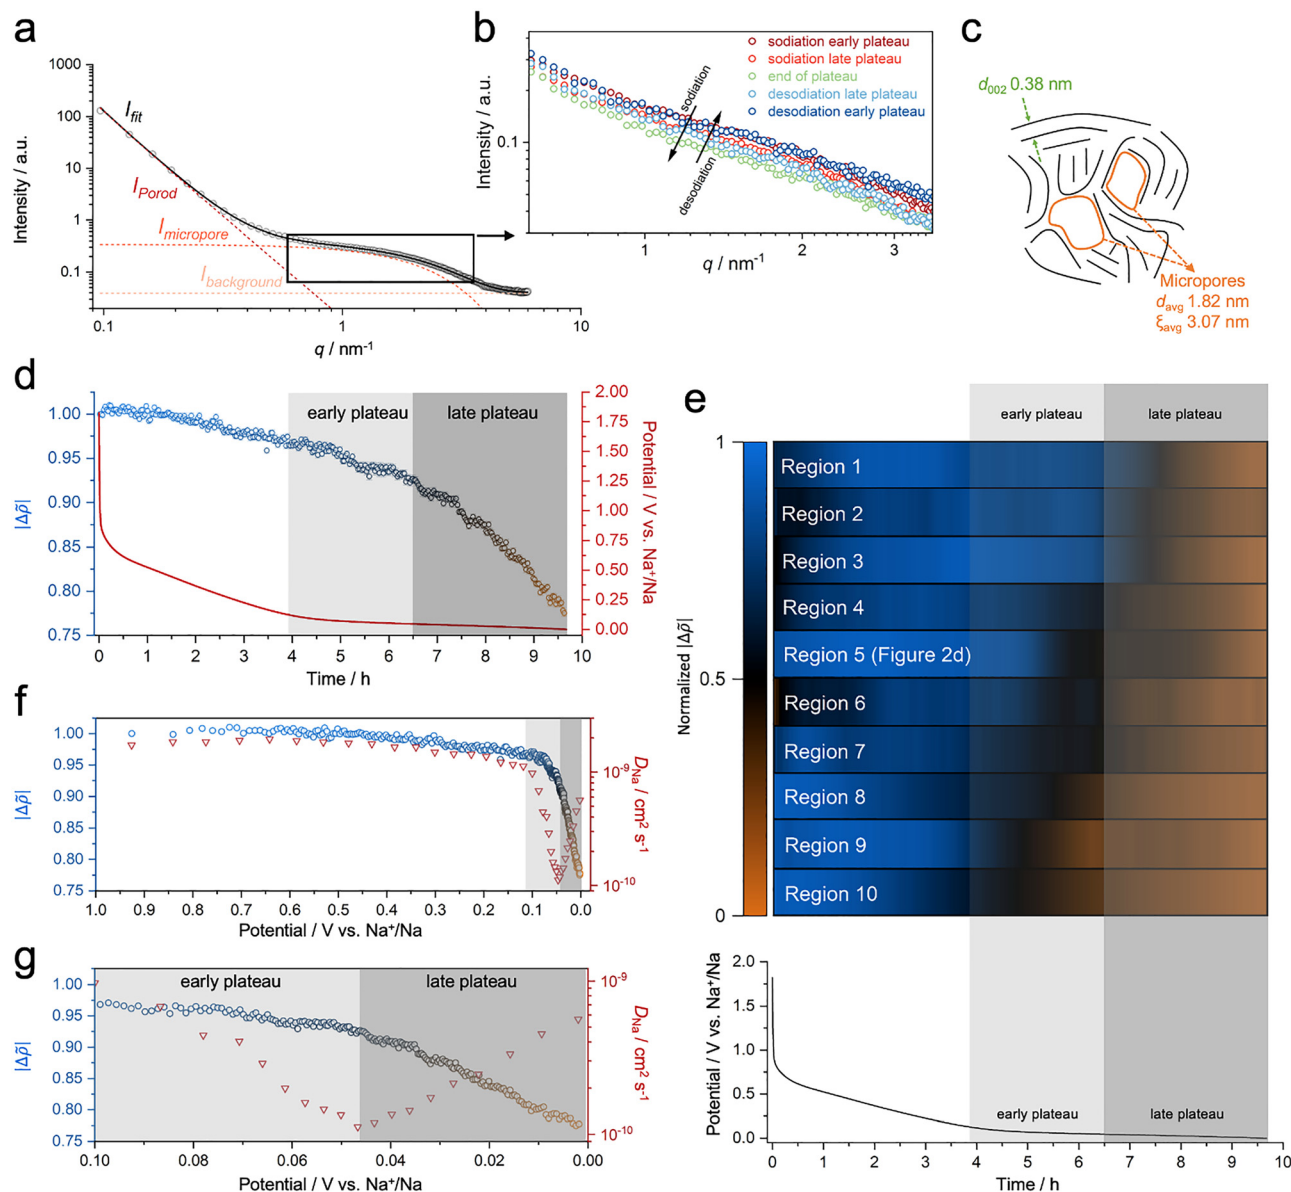 a
1000
100
10
1
0.1
Intensity / a.u.
I_fit
I_Porod
I_micropore
I_background
0.1
1
10
q / nm⁻¹
b
sodiation early plateau
sodiation late plateau
end of plateau
desodiation late plateau
desodiation early plateau
sodiation
desodiation
Intensity / a.u.
0.1
1
2
3
q / nm⁻¹
c
d₀₀₂ 0.38 nm
Micropores
d_avg 1.82 nm
ξ_avg 3.07 nm
d
early plateau
late plateau
1.00
0.95
0.90
0.85
0.80
0.75
|Δρ̃|
2.00
1.75
1.50
1.25
1.00
0.75
0.50
0.25
0.00
Potential / V vs. Na⁺/Na
0 1 2 3 4 5 6 7 8 9 10
Time / h
e
early plateau
late plateau
1
0.5
0
Normalized |Δρ̃|
Region 1
Region 2
Region 3
Region 4
Region 5 (Figure 2d)
Region 6
Region 7
Region 8
Region 9
Region 10
2.0
1.5
1.0
0.5
0.0
Potential / V vs. Na⁺/Na
early plateau
late plateau
0 1 2 3 4 5 6 7 8 9 10
Time / h
f
1.00
0.95
0.90
0.85
0.80
0.75
|Δρ̃|
10⁻⁹
10⁻¹⁰
D_Na / cm² s⁻¹
1.0 0.9 0.8 0.7 0.6 0.5 0.4 0.3 0.2 0.1 0.0
Potential / V vs. Na⁺/Na
g
early plateau
late plateau
1.00
0.95
0.90
0.85
0.80
0.75
|Δρ̃|
10⁻⁹
10⁻¹⁰
D_Na / cm² s⁻¹
0.10 0.08 0.06 0.04 0.02 0.00
Potential / V vs. Na⁺/Na